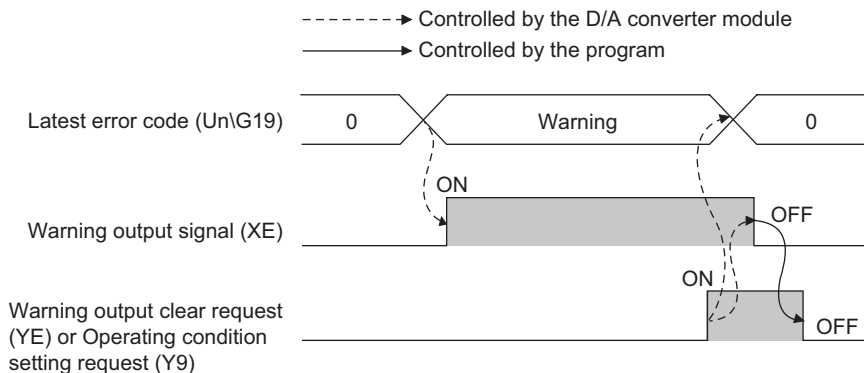 Controlled by the D/A converter module
Controlled by the program
Latest error code (Un\G19)
0
Warning
0
ON
Warning output signal (XE)
OFF
ON
Warning output clear request
(YE) or Operating condition
setting request (Y9)
OFF